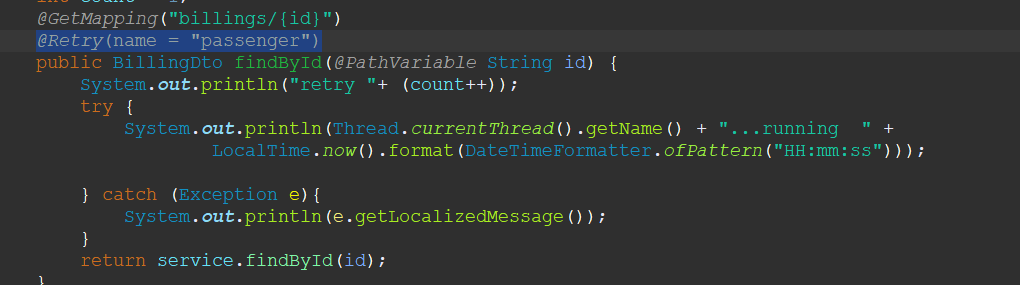 @GetMapping("billings/{id}")
@Retry(name = "passenger")
public BillingDto findById(@PathVariable String id) {
System.out.println("retry "+ (count++));
try {
System.out.println(Thread.currentThread().getName() + "...running  " +
LocalTime.now().format(DateTimeFormatter.ofPattern("HH:mm:ss")));
} catch (Exception e){
System.out.println(e.getLocalizedMessage());
}
return service.findById(id);